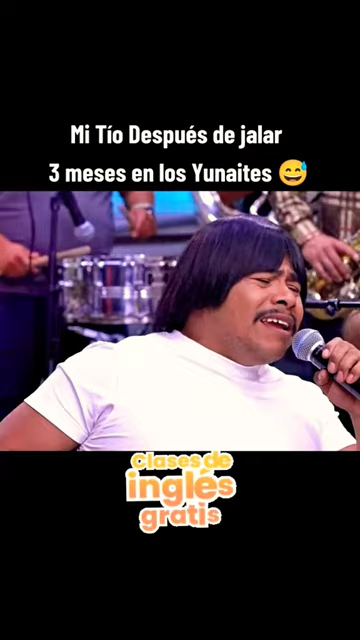 Mi Tío Después de jalar
3 meses en los Yunaites 😅
Clases de
inglés
gratis